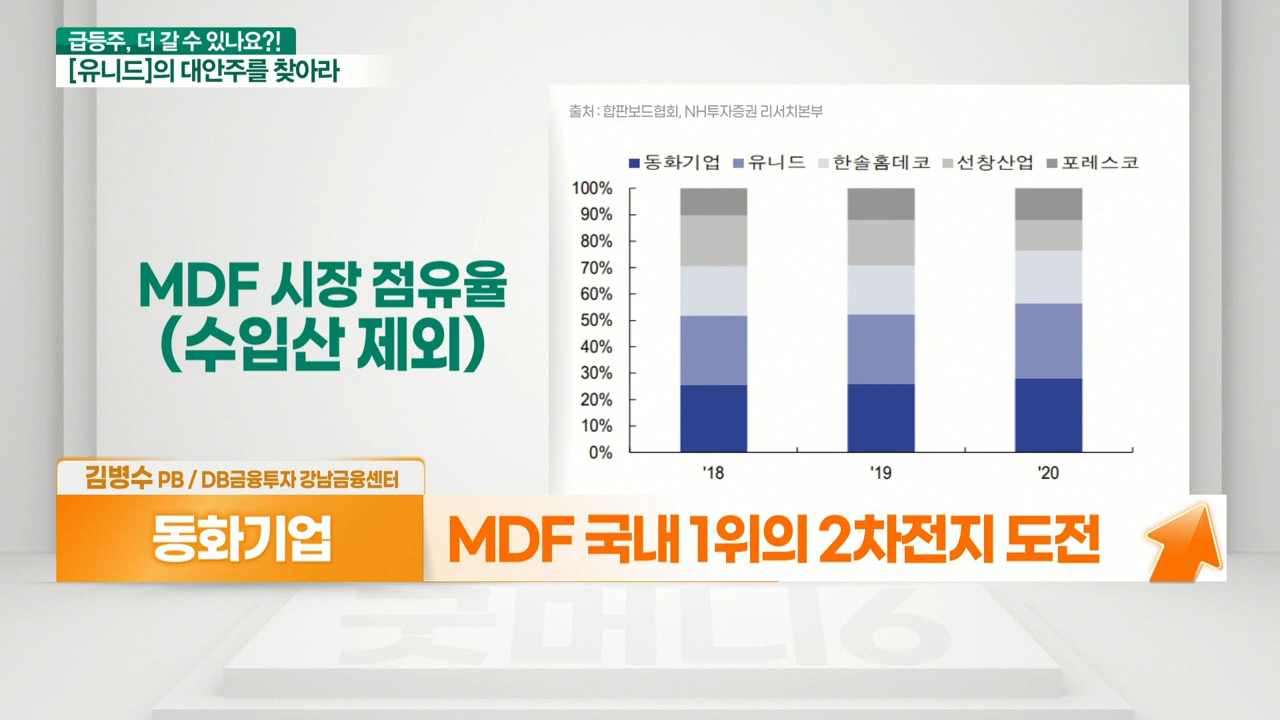 급등주, 더 갈 수 있나요?!
[유니드]의 대안주를 찾아라
출처 : 합판보드협회, NH투자증권 리서치본부
동화기업 유니드 한솔홈데코 선창산업 포레스코
100%
90%
80%
70%
60%
50%
40%
30%
20%
10%
0%
'18 '19 '20
MDF 시장 점유율
(수입산 제외)
김병수 PB / DB금융투자 강남금융센터
동화기업
MDF 국내 1위의 2차전지 도전
굿머니6